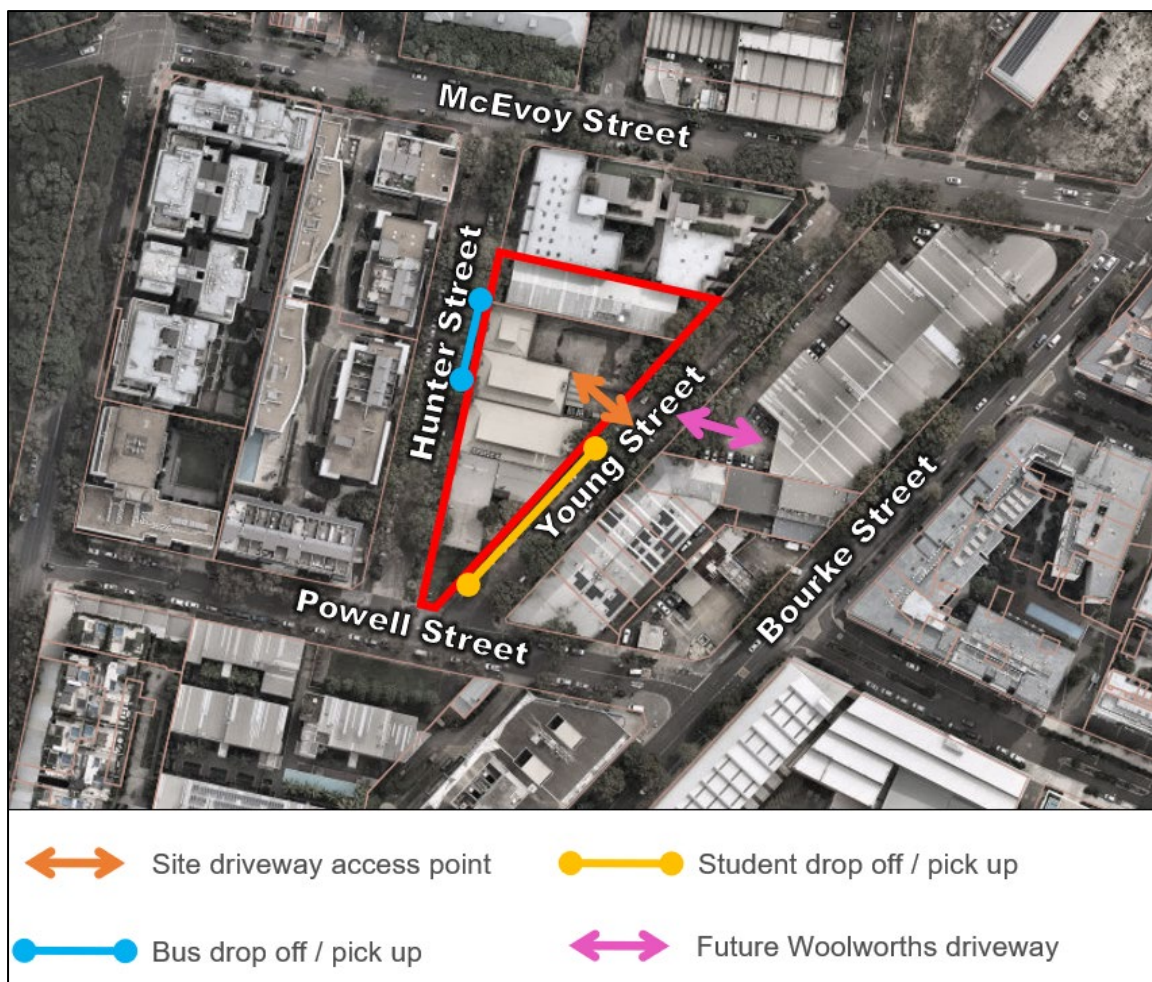 McEvoy Street
Hunter Street
Young Street
Bourke Street
Powell Street
Site driveway access point
Student drop off / pick up
Bus drop off / pick up
Future Woolworths driveway